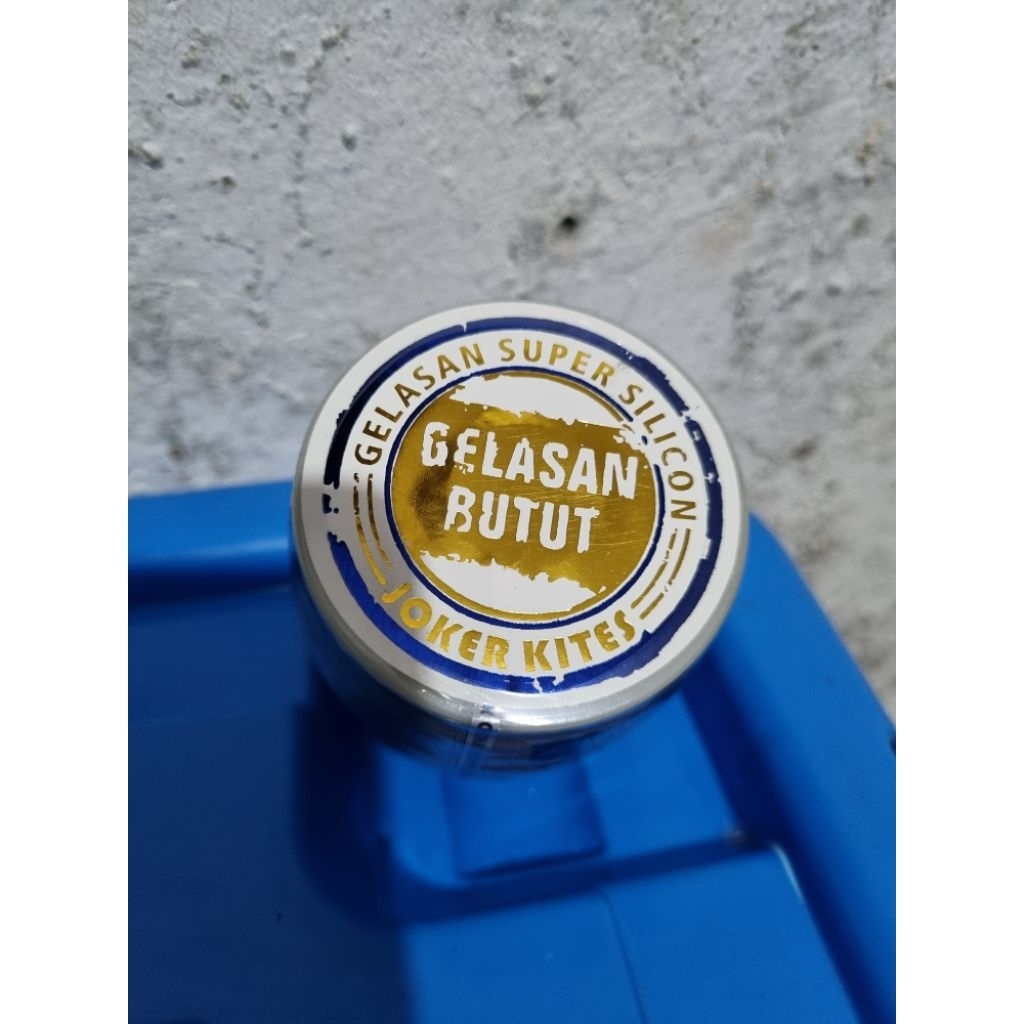 GELASAN SUPER SILICON
GELASAN
BUTUT
JOKER KITES